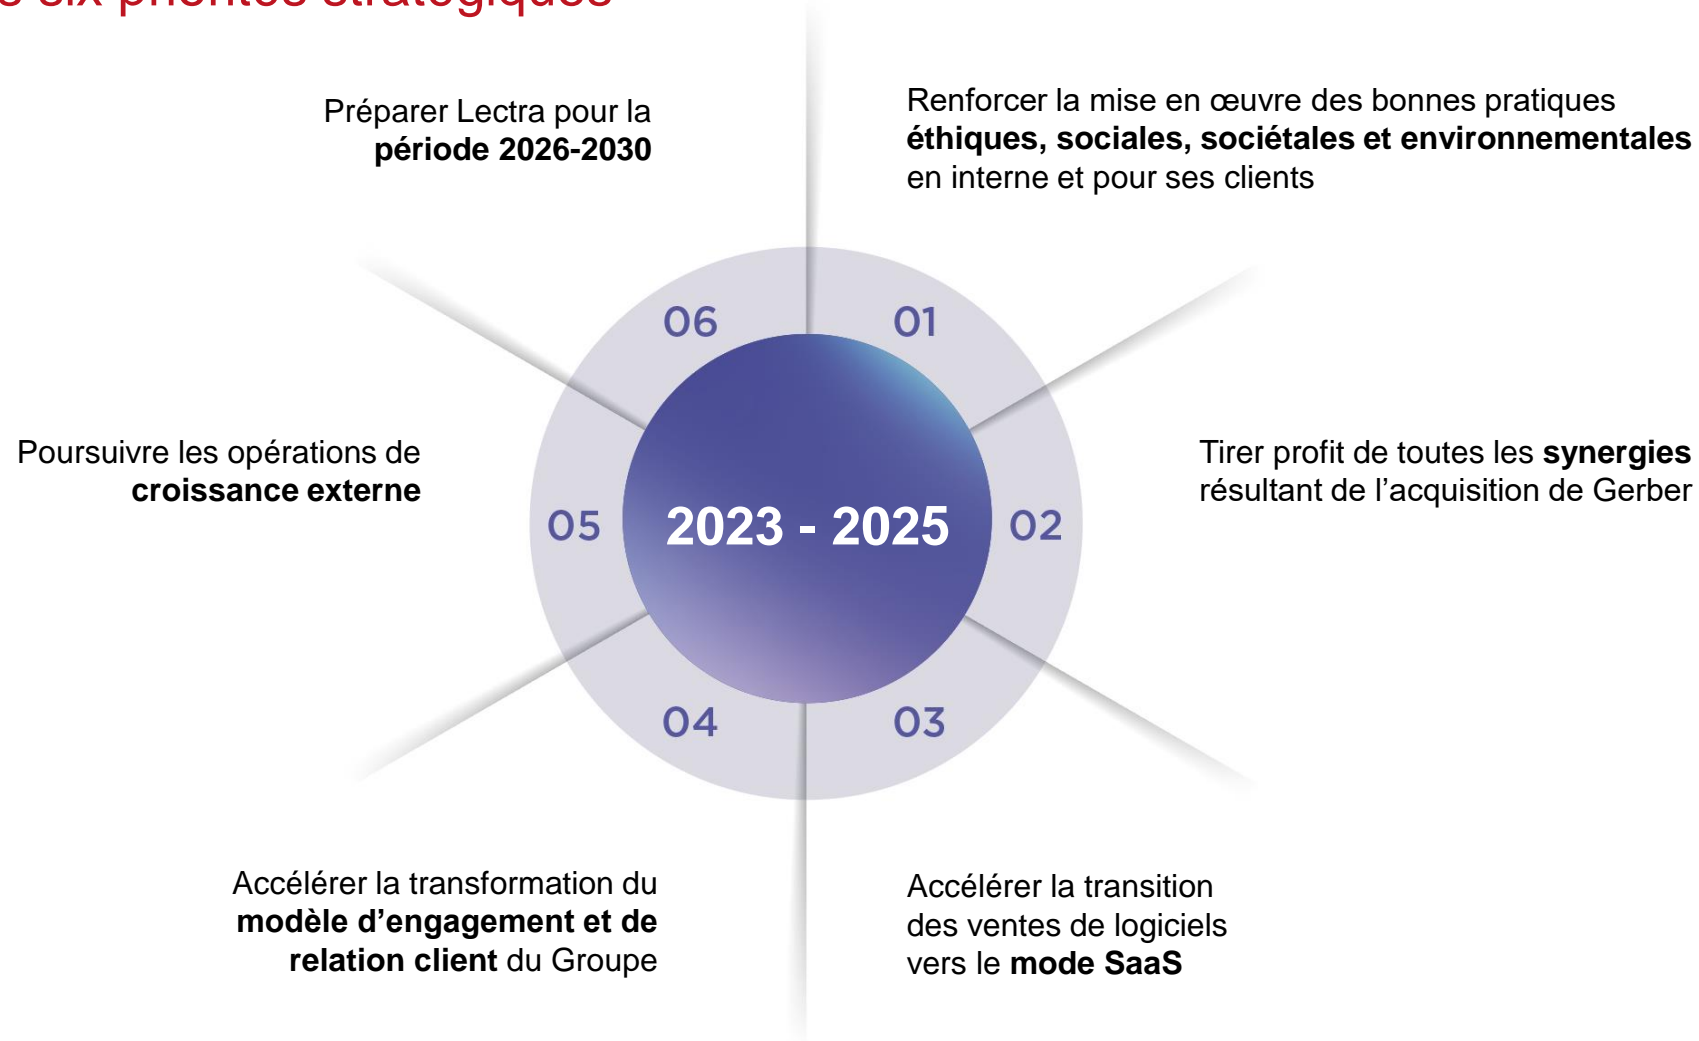 six priorités stratégiques
Préparer Lectra pour la
période 2026-2030
Renforcer la mise en œuvre des bonnes pratiques
éthiques, sociales, sociétales et environnementales
en interne et pour ses clients
06
01
Poursuivre les opérations de
croissance externe
Tirer profit de toutes les synergies
résultant de l’acquisition de Gerber
05
2023 - 2025
02
04
03
Accélérer la transformation du
modèle d’engagement et de
relation client du Groupe
Accélérer la transition
des ventes de logiciels
vers le mode SaaS